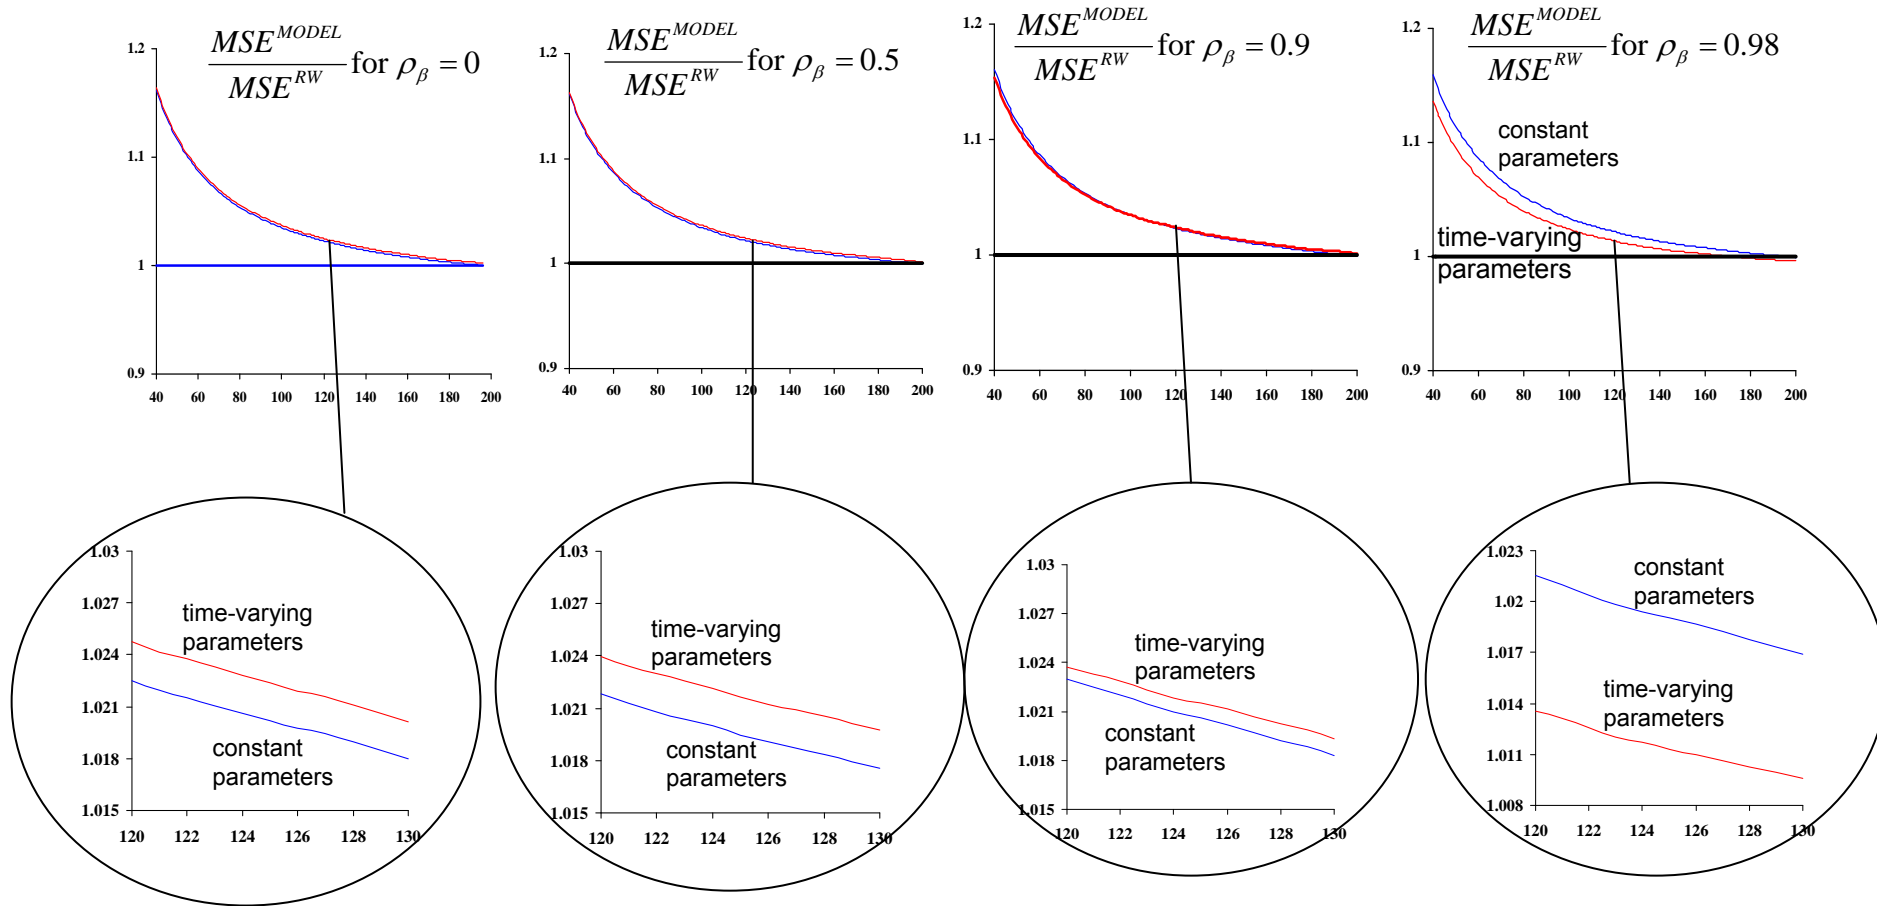 MSE^{MODEL} / MSE^{RW} for ρ_β = 0
1.2
1.1
1
0.9
40 60 80 100 120 140 160 180 200
MSE^{MODEL} / MSE^{RW} for ρ_β = 0.5
1.2
1.1
1
0.9
40 60 80 100 120 140 160 180 200
MSE^{MODEL} / MSE^{RW} for ρ_β = 0.9
1.2
1.1
1
0.9
40 60 80 100 120 140 160 180 200
MSE^{MODEL} / MSE^{RW} for ρ_β = 0.98
1.2
1.1
1
0.9
constant
parameters
time-varying
parameters
40 60 80 100 120 140 160 180 200
1.03
1.027
1.024
1.021
1.018
1.015
time-varying
parameters
constant
parameters
120 122 124 126 128 130
1.03
1.027
1.024
1.021
1.018
1.015
time-varying
parameters
constant
parameters
120 122 124 126 128 130
1.03
1.027
1.024
1.021
1.018
1.015
time-varying
parameters
constant
parameters
120 122 124 126 128 130
1.023
1.02
1.017
1.014
1.011
1.008
constant
parameters
time-varying
parameters
120 122 124 126 128 130